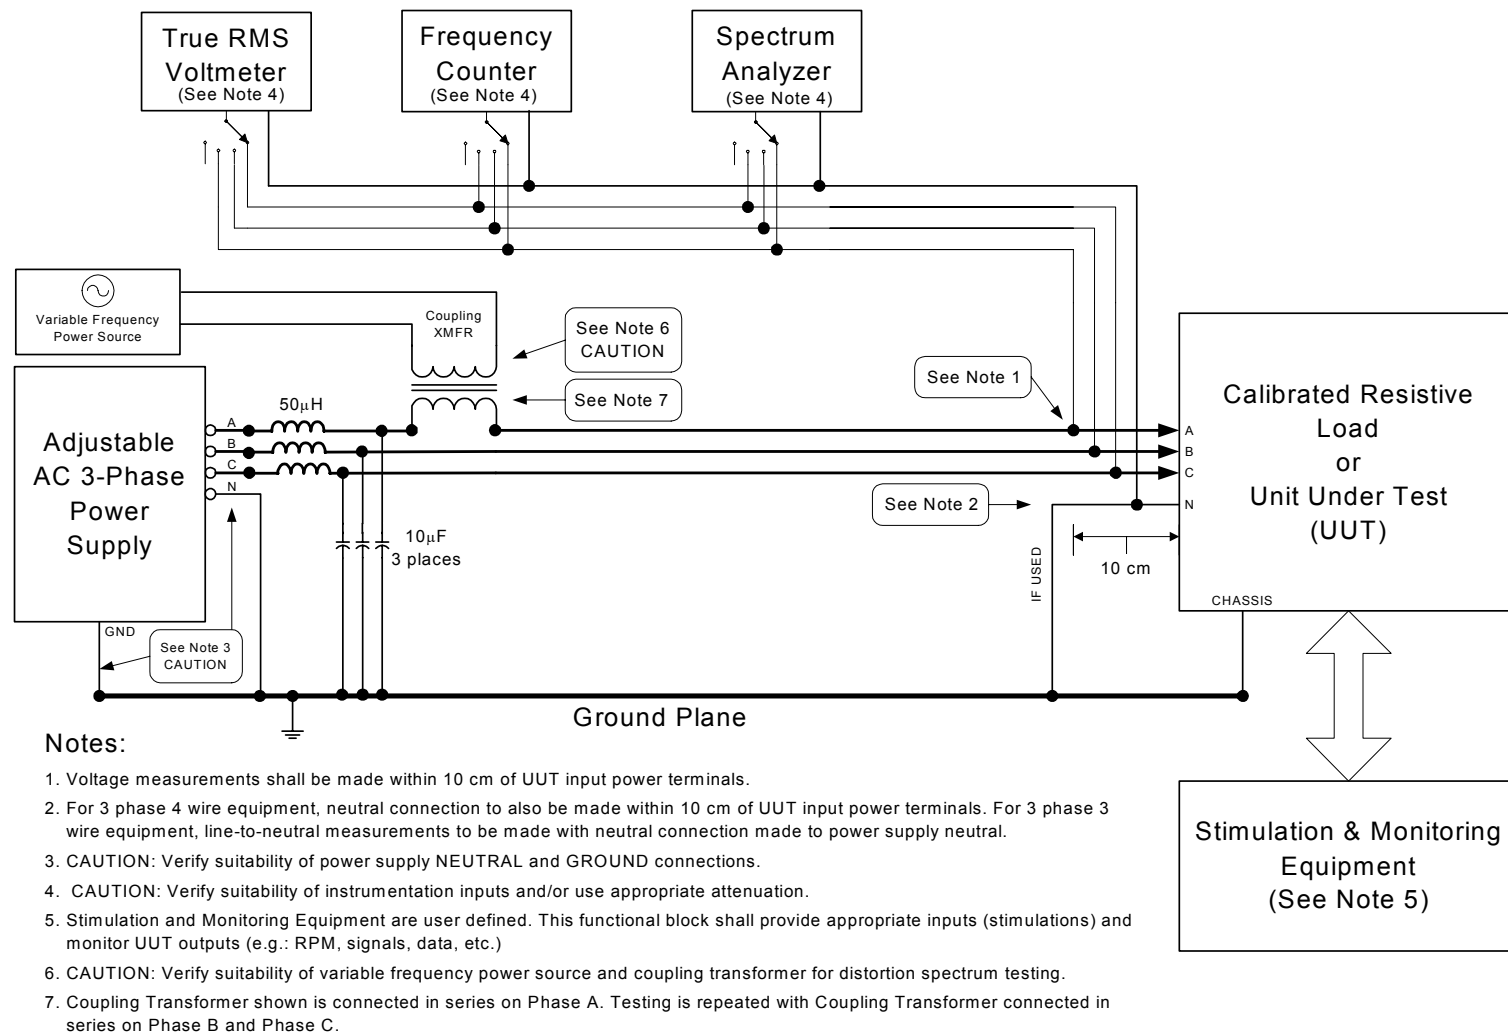 True RMS
Voltmeter
(See Note 4)
Frequency
Counter
(See Note 4)
Spectrum
Analyzer
(See Note 4)
Variable Frequency
Power Source
Coupling
XMFR
See Note 6
CAUTION
See Note 7
See Note 1
Adjustable
AC 3-Phase
Power
Supply
A
B
C
N
50μH
10μF
3 places
GND
See Note 3
CAUTION
See Note 2
IF USED
10 cm
A
B
C
N
Calibrated Resistive
Load
or
Unit Under Test
(UUT)
CHASSIS
Ground Plane
Stimulation & Monitoring
Equipment
(See Note 5)
Notes:
1. Voltage measurements shall be made within 10 cm of UUT input power terminals.
2. For 3 phase 4 wire equipment, neutral connection to also be made within 10 cm of UUT input power terminals. For 3 phase 3
wire equipment, line-to-neutral measurements to be made with neutral connection made to power supply neutral.
3. CAUTION: Verify suitability of power supply NEUTRAL and GROUND connections.
4. CAUTION: Verify suitability of instrumentation inputs and/or use appropriate attenuation.
5. Stimulation and Monitoring Equipment are user defined. This functional block shall provide appropriate inputs (stimulations) and
monitor UUT outputs (e.g.: RPM, signals, data, etc.)
6. CAUTION: Verify suitability of variable frequency power source and coupling transformer for distortion spectrum testing.
7. Coupling Transformer shown is connected in series on Phase A. Testing is repeated with Coupling Transformer connected in
series on Phase B and Phase C.